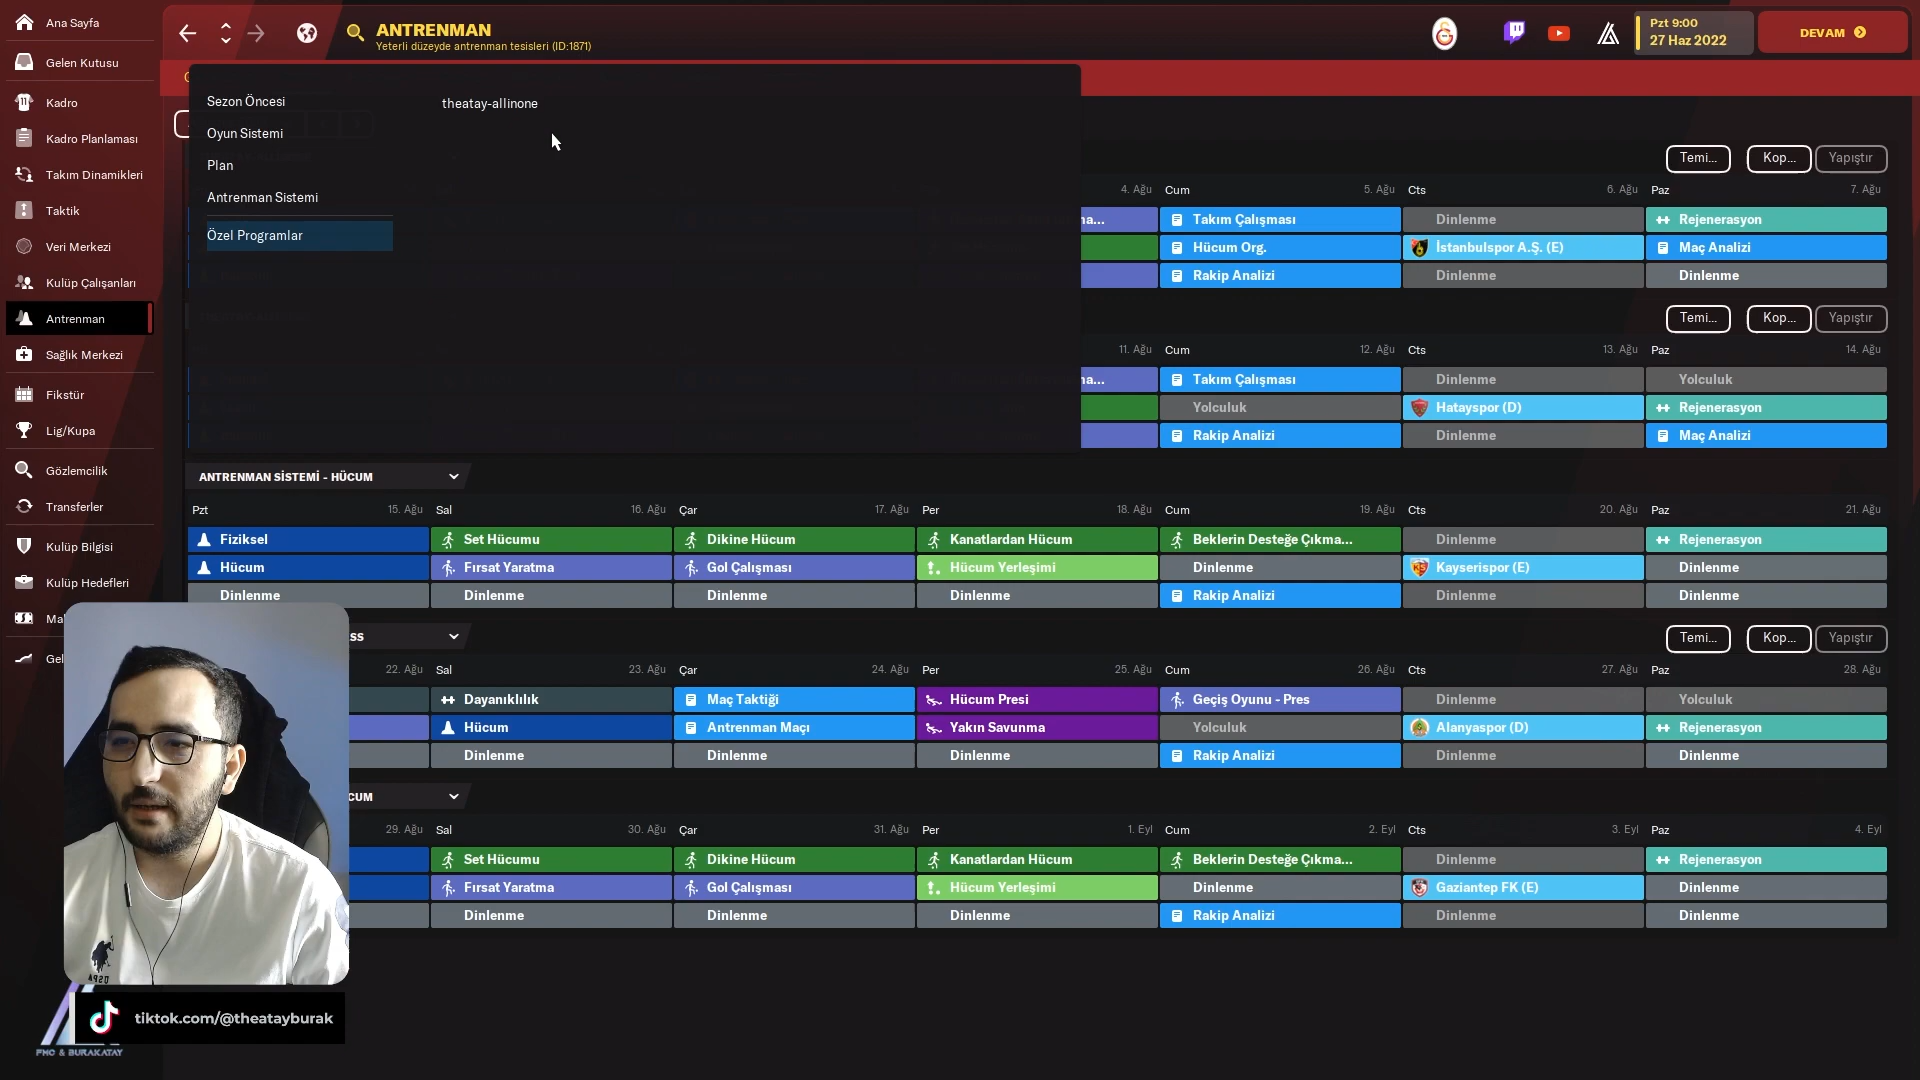 Ana Sayfa
Gelen Kutusu
Kadro
Kadro Planlaması
Takım Dinamikleri
Taktik
Veri Merkezi
Kulüp Çalışanları
Antrenman
Sağlık Merkezi
Fikstür
Lig/Kupa
Gözlemcilik
Transferler
Kulüp Bilgisi
Kulüp Hedefleri
Ma
Gel
ANTRENMAN
Yeterli düzeyde antrenman tesisleri (ID:1871)
Pzt 9:00
27 Haz 2022
DEVAM
Sezon Öncesi
Oyun Sistemi
Plan
Antrenman Sistemi
Özel Programlar
theatay-allinone
Temi... Kop... Yapıştır
4. Ağu Cum 5. Ağu Cts 6. Ağu Paz 7. Ağu
ma... Takım Çalışması Dinlenme Rejenerasyon
Hücum Org. İstanbulspor A.Ş. (E) Maç Analizi
Rakip Analizi Dinlenme Dinlenme
Temi... Kop... Yapıştır
11. Ağu Cum 12. Ağu Cts 13. Ağu Paz 14. Ağu
ma... Takım Çalışması Dinlenme Yolculuk
Yolculuk Hatayspor (D) Rejenerasyon
Rakip Analizi Dinlenme Maç Analizi
ANTRENMAN SİSTEMİ - HÜCUM
Pzt 15. Ağu Sal 16. Ağu Çar 17. Ağu Per 18. Ağu Cum 19. Ağu Cts 20. Ağu Paz 21. Ağu
Fiziksel Set Hücumu Dikine Hücum Kanatlardan Hücum Beklerin Desteğe Çıkma... Dinlenme Rejenerasyon
Hücum Fırsat Yaratma Gol Çalışması Hücum Yerleşimi Dinlenme Kayserispor (E) Dinlenme
Dinlenme Dinlenme Dinlenme Dinlenme Rakip Analizi Dinlenme Dinlenme
SS Temi... Kop... Yapıştır
22. Ağu Sal 23. Ağu Çar 24. Ağu Per 25. Ağu Cum 26. Ağu Cts 27. Ağu Paz 28. Ağu
Dayanıklılık Maç Taktiği Hücum Presi Geçiş Oyunu - Pres Dinlenme Yolculuk
Hücum Antrenman Maçı Yakın Savunma Yolculuk Alanyaspor (D) Rejenerasyon
Dinlenme Dinlenme Dinlenme Rakip Analizi Dinlenme Dinlenme
CUM
29. Ağu Sal 30. Ağu Çar 31. Ağu Per 1. Eyl Cum 2. Eyl Cts 3. Eyl Paz 4. Eyl
Set Hücumu Dikine Hücum Kanatlardan Hücum Beklerin Desteğe Çıkma... Dinlenme Rejenerasyon
Fırsat Yaratma Gol Çalışması Hücum Yerleşimi Dinlenme Gaziantep FK (E) Dinlenme
Dinlenme Dinlenme Dinlenme Rakip Analizi Dinlenme Dinlenme
tiktok.com/@theatayburak
FMC & BURAKATAY